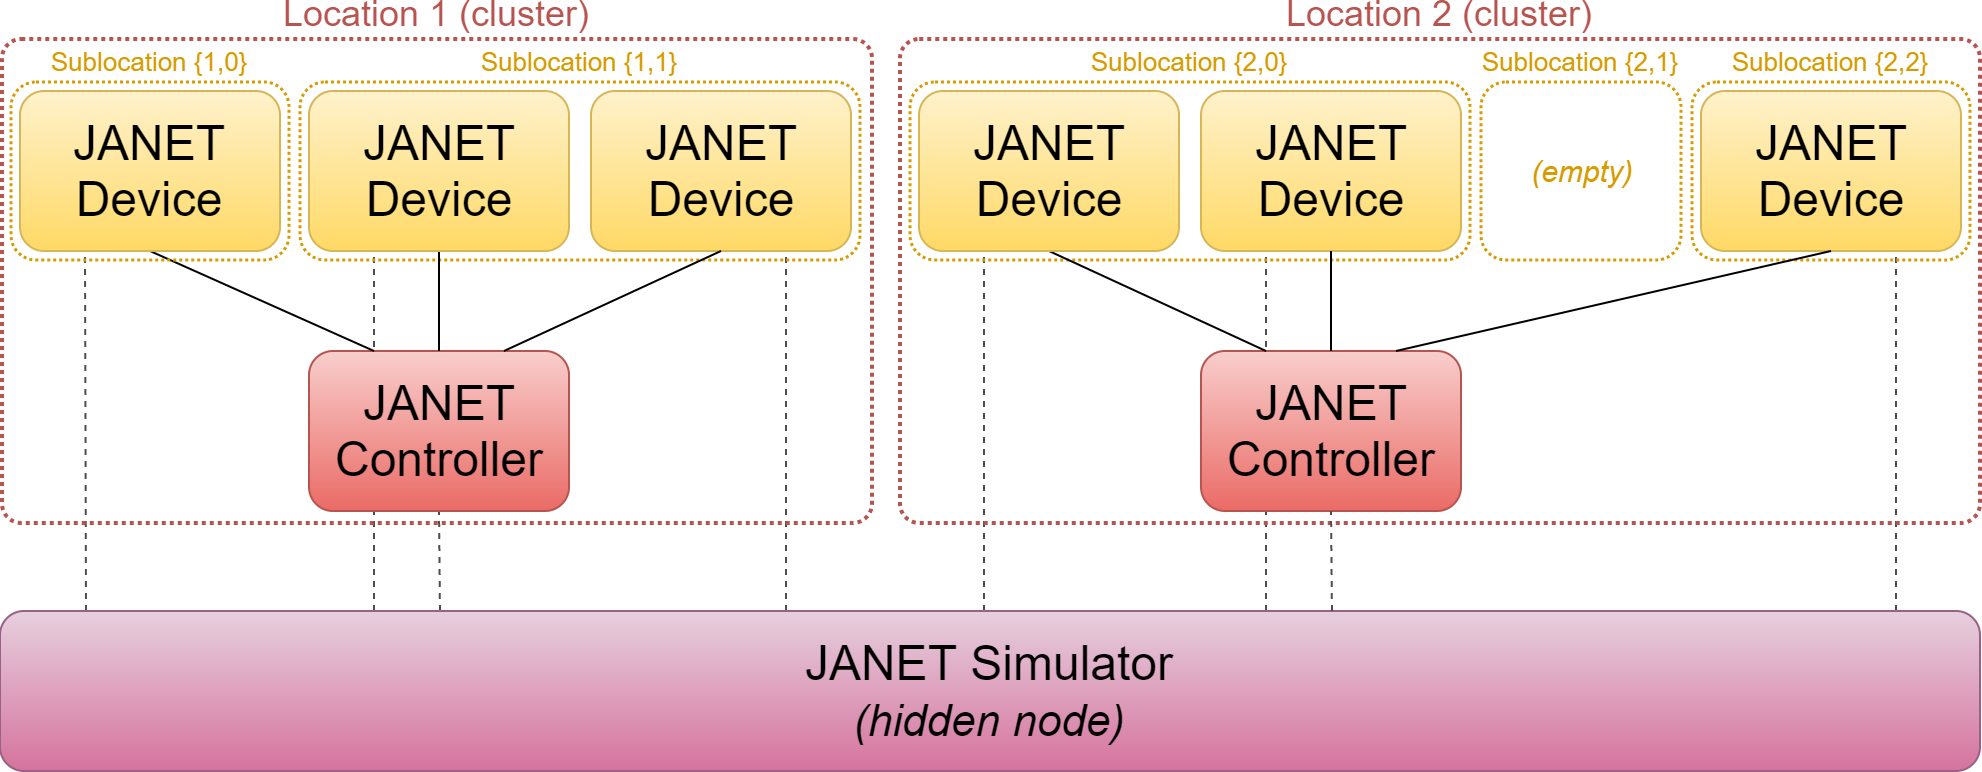 Location 1 (cluster)
Location 2 (cluster)
Sublocation {1,0}
Sublocation {1,1}
Sublocation {2,0}
Sublocation {2,1}
Sublocation {2,2}
JANET
Device
JANET
Device
JANET
Device
JANET
Device
JANET
Device
(empty)
JANET
Device
JANET
Controller
JANET
Controller
JANET Simulator
(hidden node)